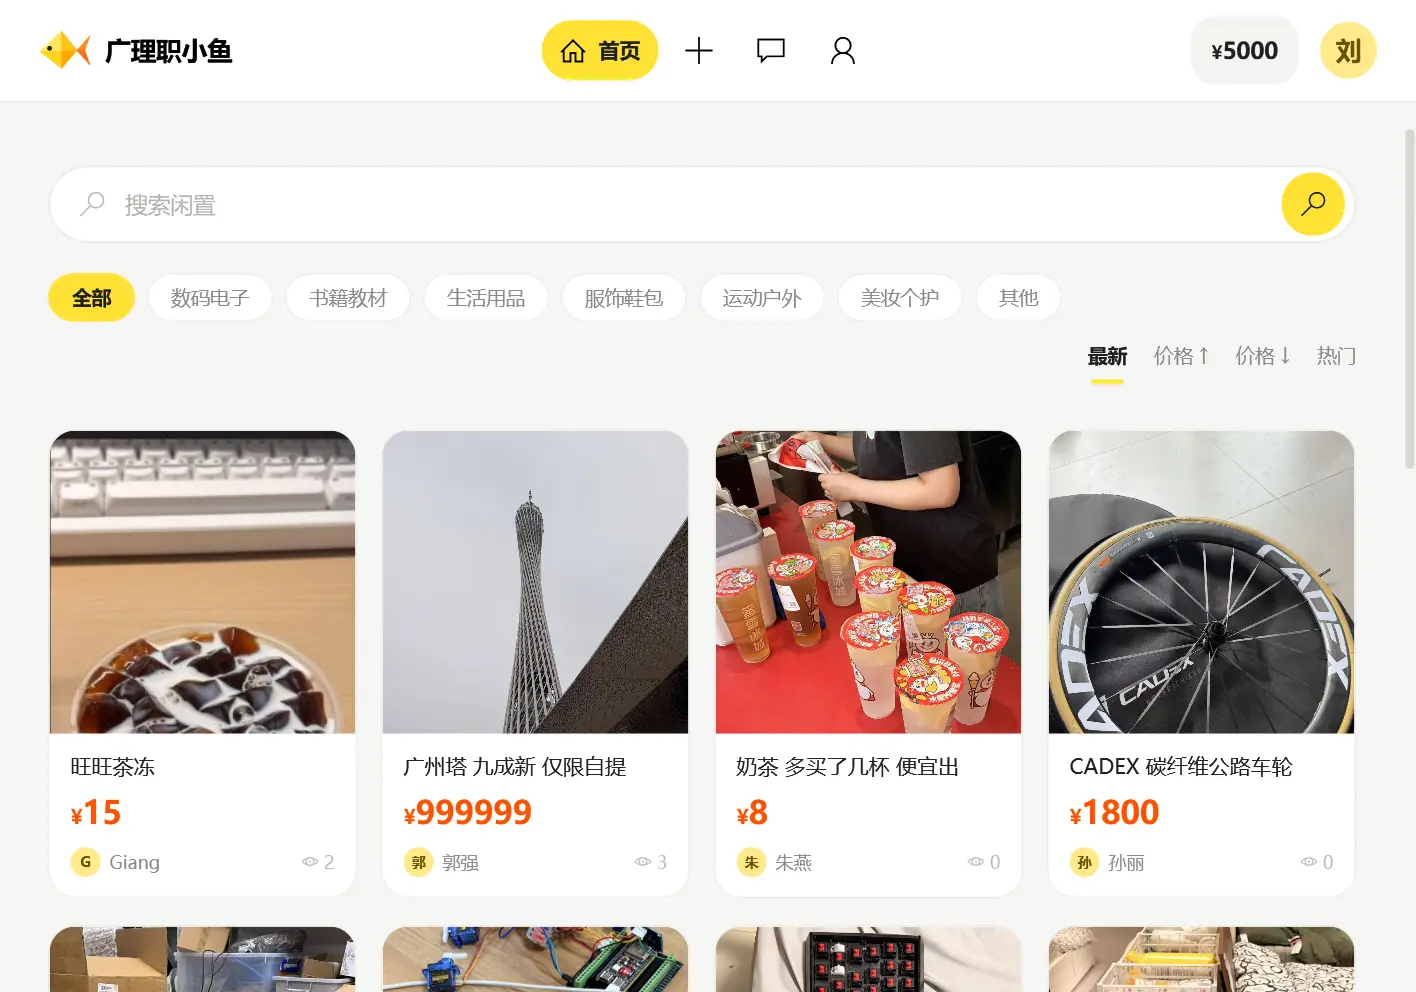 广理职小鱼
首页
¥5000
刘
搜索闲置
全部
数码电子
书籍教材
生活用品
服饰鞋包
运动户外
美妆个护
其他
最新
价格↑
价格↓
热门
CADEX
CADEX
CADEX
旺旺茶冻
¥15
G Giang
2
广州塔 九成新 仅限自提
¥999999
郭 郭强
3
奶茶 多买了几杯 便宜出
¥8
朱 朱燕
0
CADEX 碳纤维公路车轮
¥1800
孙 孙丽
0